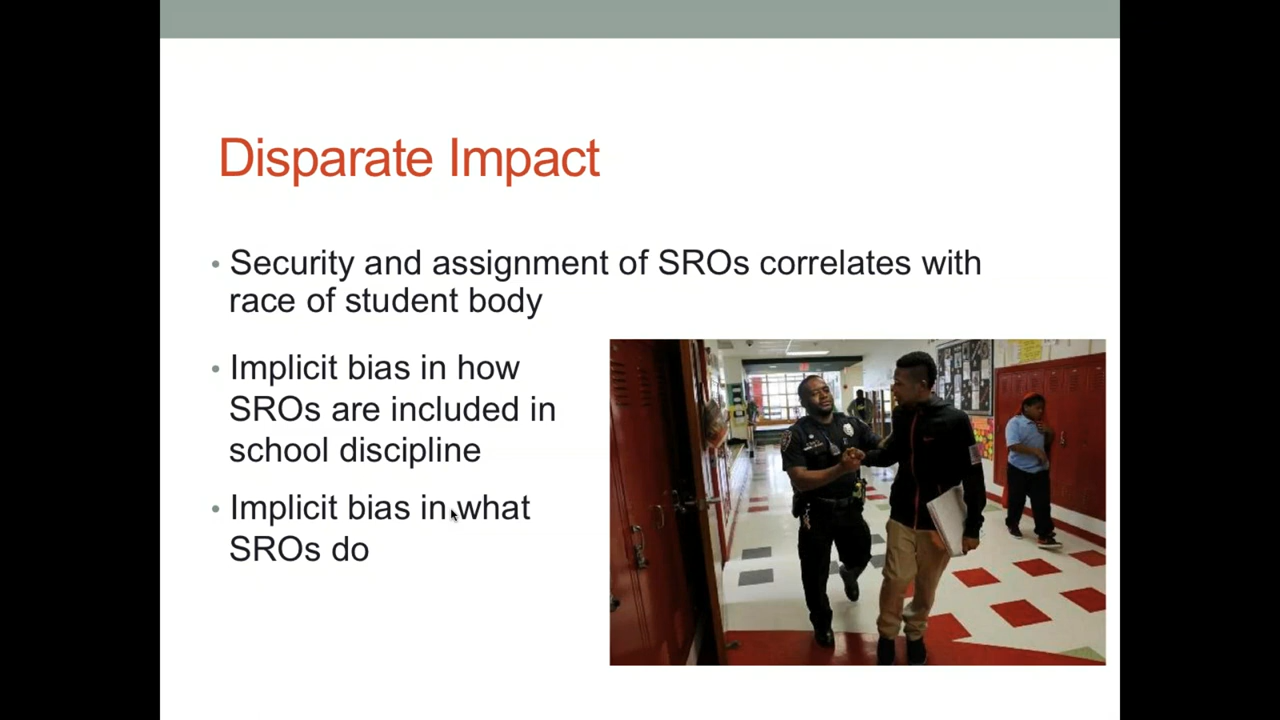 Disparate Impact
• Security and assignment of SROs correlates with
race of student body
• Implicit bias in how
SROs are included in
school discipline
• Implicit bias in what
SROs do